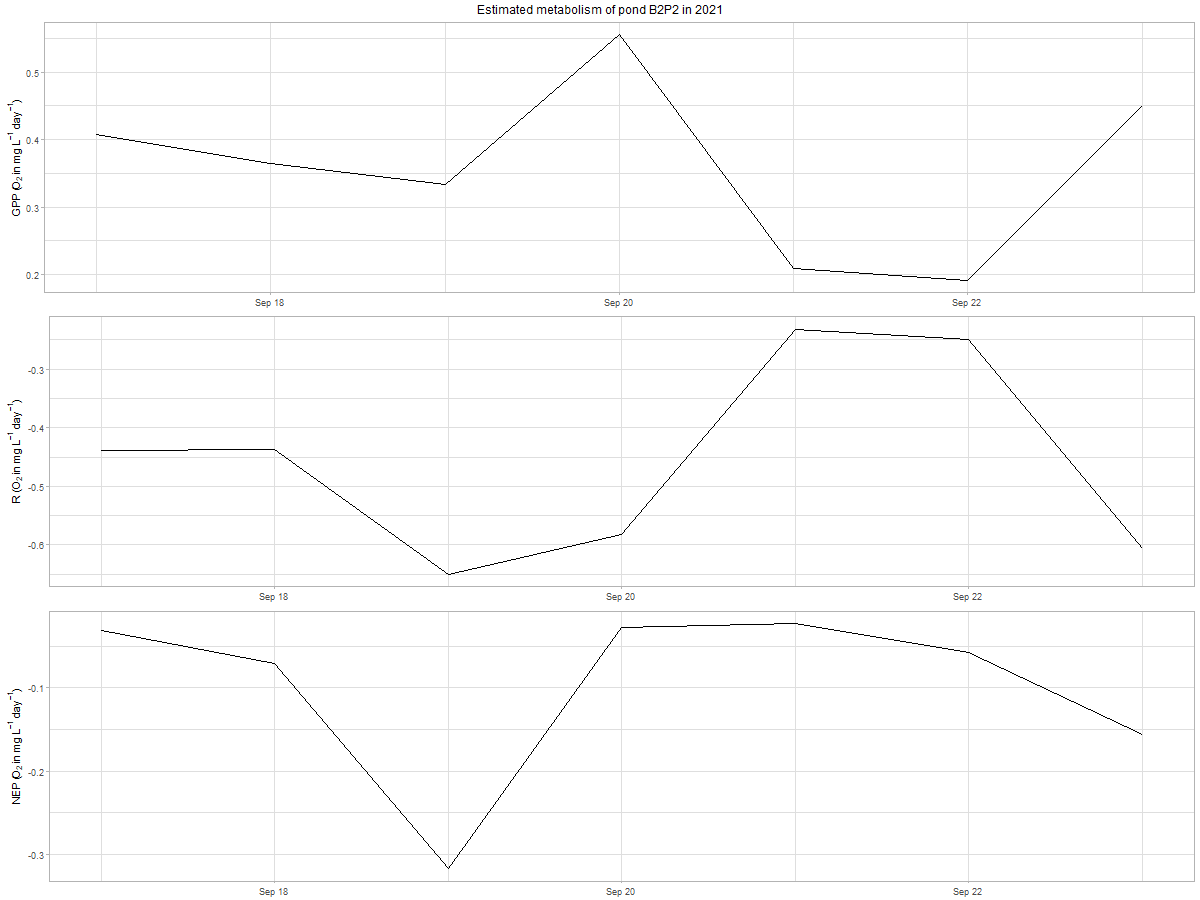 Estimated metabolism of pond B2P2 in 2021
GPP (O₂ in mg L⁻¹ day⁻¹)
0.5
0.4
0.3
0.2
Sep 18 Sep 20 Sep 22
R (O₂ in mg L⁻¹ day⁻¹)
-0.3
-0.4
-0.5
-0.6
Sep 18 Sep 20 Sep 22
NEP (O₂ in mg L⁻¹ day⁻¹)
-0.1
-0.2
-0.3
Sep 18 Sep 20 Sep 22